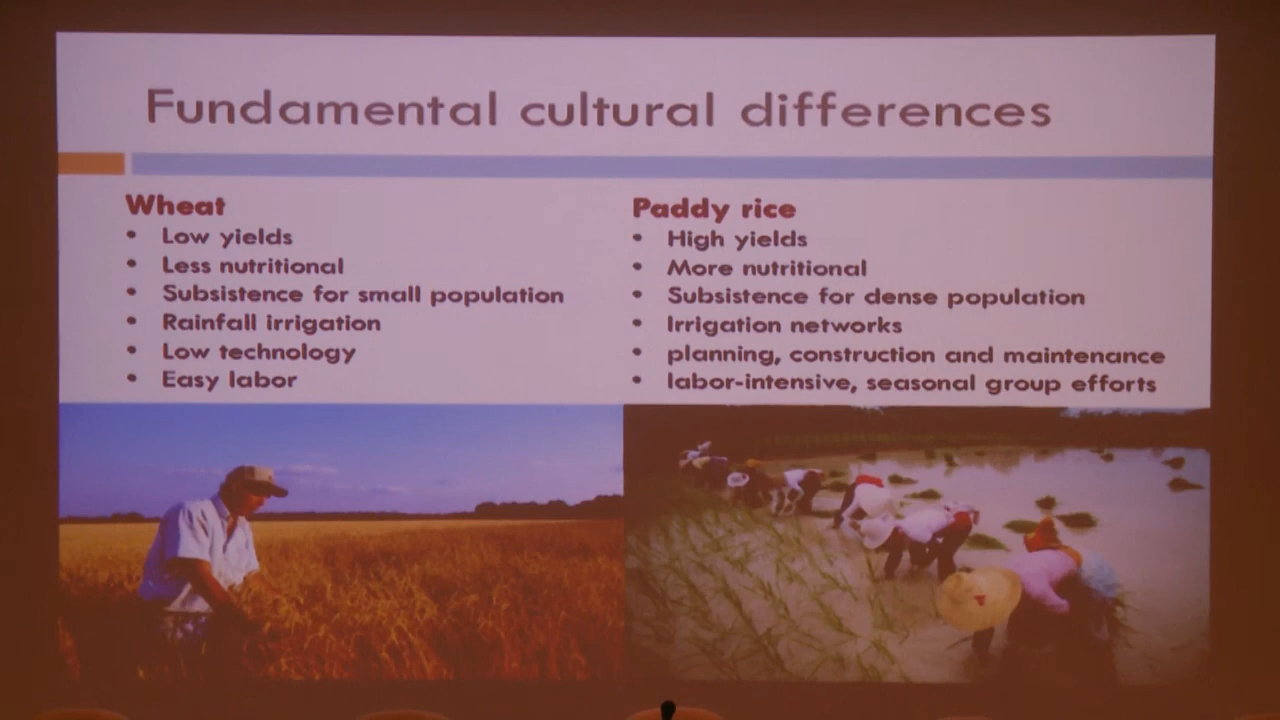 Fundamental cultural differences
Wheat
• Low yields
• Less nutritional
• Subsistence for small population
• Rainfall irrigation
• Low technology
• Easy labor
Paddy rice
• High yields
• More nutritional
• Subsistence for dense population
• Irrigation networks
• planning, construction and maintenance
• labor-intensive, seasonal group efforts